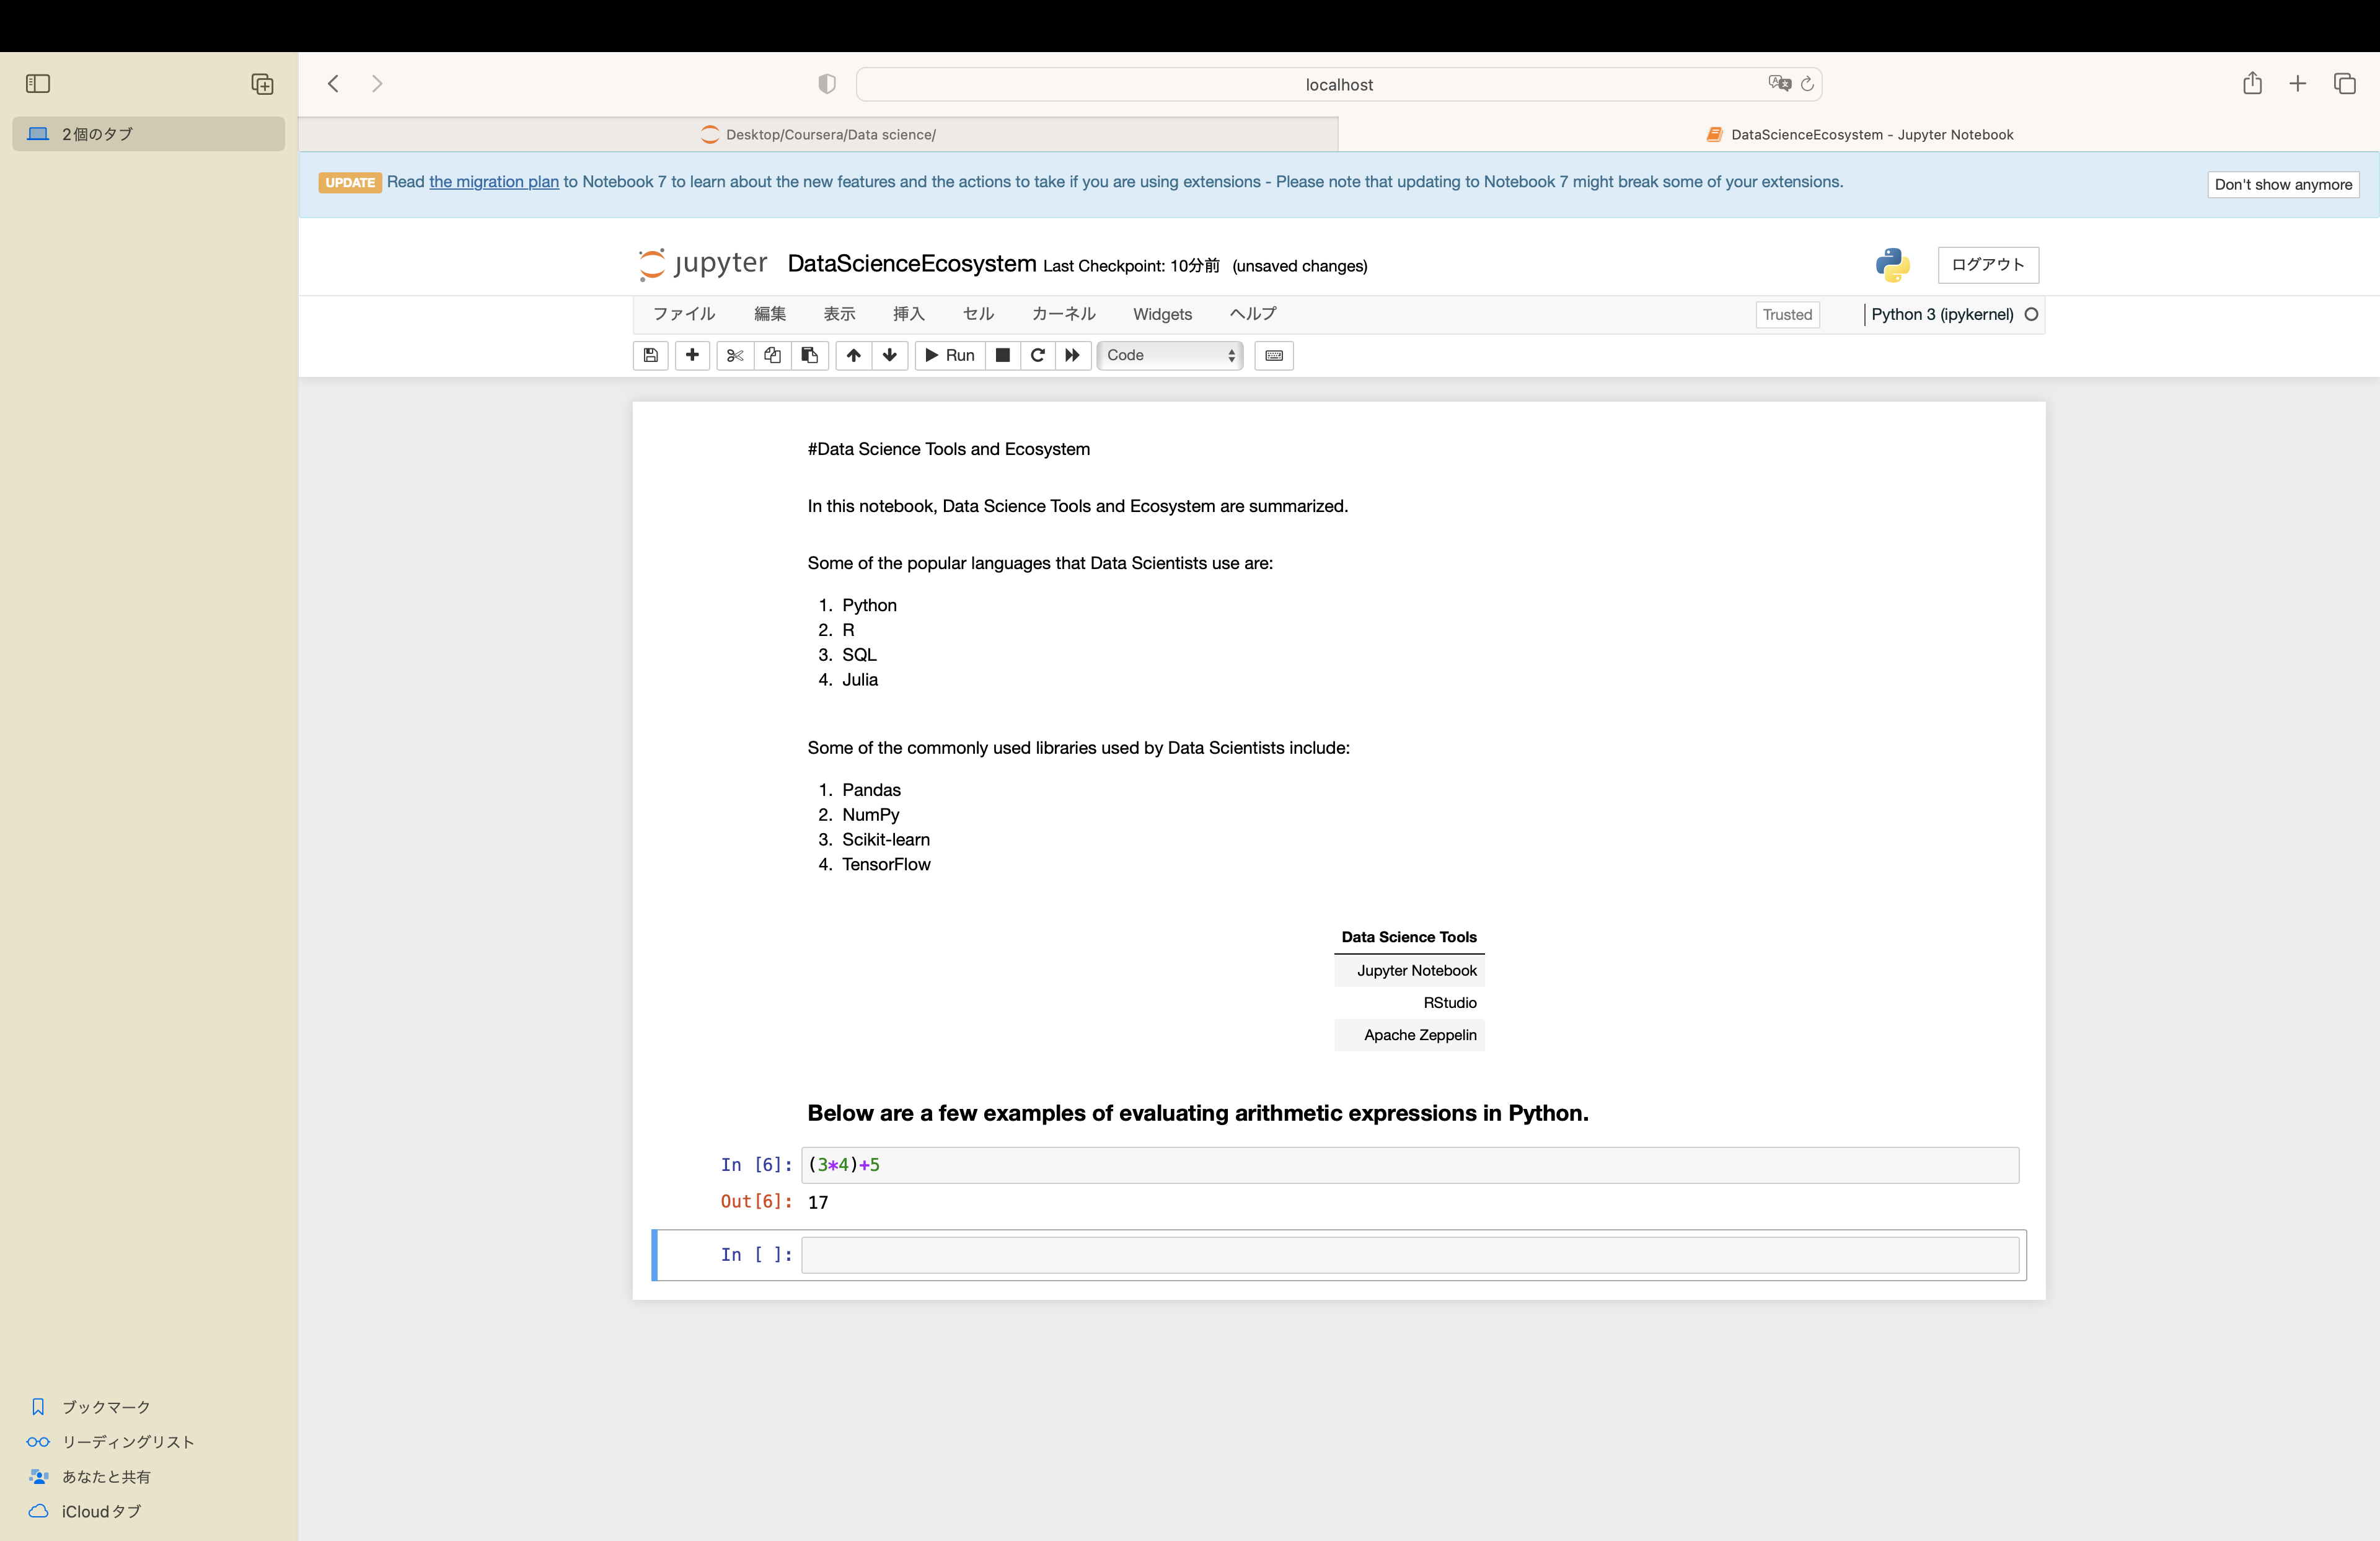 localhost
2個のタブ
Desktop/Coursera/Data science/
DataScienceEcosystem - Jupyter Notebook
UPDATE Read the migration plan to Notebook 7 to learn about the new features and the actions to take if you are using extensions - Please note that updating to Notebook 7 might break some of your extensions.
Don't show anymore
jupyter DataScienceEcosystem Last Checkpoint: 10分前 (unsaved changes)
ログアウト
ファイル 編集 表示 挿入 セル カーネル Widgets ヘルプ
Trusted
Python 3 (ipykernel)
Run
Code
#Data Science Tools and Ecosystem
In this notebook, Data Science Tools and Ecosystem are summarized.
Some of the popular languages that Data Scientists use are:
1. Python
2. R
3. SQL
4. Julia
Some of the commonly used libraries used by Data Scientists include:
1. Pandas
2. NumPy
3. Scikit-learn
4. TensorFlow
Data Science Tools
Jupyter Notebook
RStudio
Apache Zeppelin
Below are a few examples of evaluating arithmetic expressions in Python.
In [6]: (3*4)+5
Out[6]: 17
In [ ]:
ブックマーク
リーディングリスト
あなたと共有
iCloudタブ